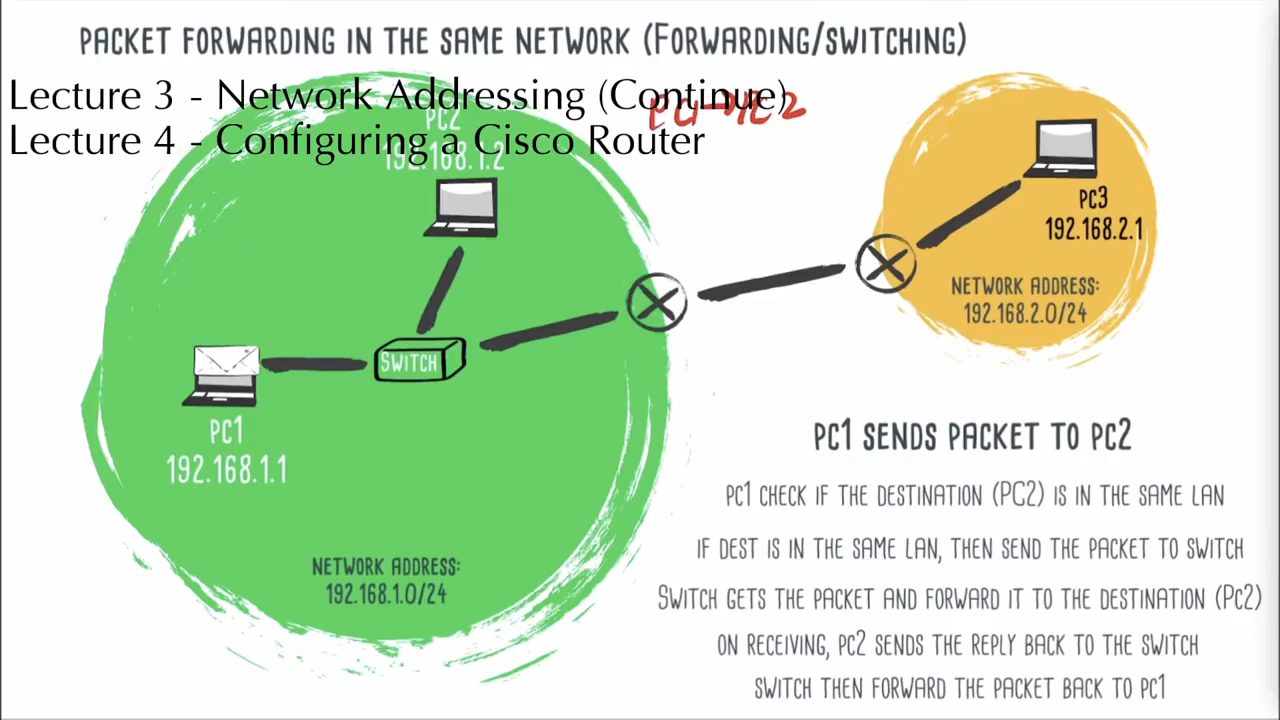 PACKET FORWARDING IN THE SAME NETWORK (FORWARDING/SWITCHING)
Lecture 3 - Network Addressing (Continue)
PC1 → PC2
Lecture 4 - Configuring a Cisco Router
PC2
192.168.1.2
PC3
192.168.2.1
NETWORK ADDRESS:
192.168.2.0/24
SWITCH
PC1
192.168.1.1
NETWORK ADDRESS:
192.168.1.0/24
PC1 SENDS PACKET TO PC2
PC1 CHECK IF THE DESTINATION (PC2) IS IN THE SAME LAN
IF DEST IS IN THE SAME LAN, THEN SEND THE PACKET TO SWITCH
SWITCH GETS THE PACKET AND FORWARD IT TO THE DESTINATION (Pc2)
ON RECEIVING, PC2 SENDS THE REPLY BACK TO THE SWITCH
SWITCH THEN FORWARD THE PACKET BACK TO PC1